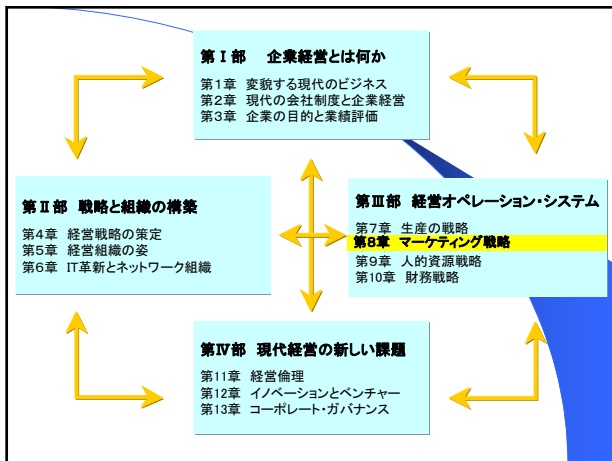 第Ⅰ部 企業経営とは何か
第1章 変貌する現代のビジネス
第2章 現代の会社制度と企業経営
第3章 企業の目的と業績評価
第Ⅱ部 戦略と組織の構築
第4章 経営戦略の策定
第5章 経営組織の姿
第6章 IT革新とネットワーク組織
第Ⅲ部 経営オペレーション・システム
第7章 生産の戦略
第8章 マーケティング戦略
第9章 人的資源戦略
第10章 財務戦略
第Ⅳ部 現代経営の新しい課題
第11章 経営倫理
第12章 イノベーションとベンチャー
第13章 コーポレート・ガバナンス